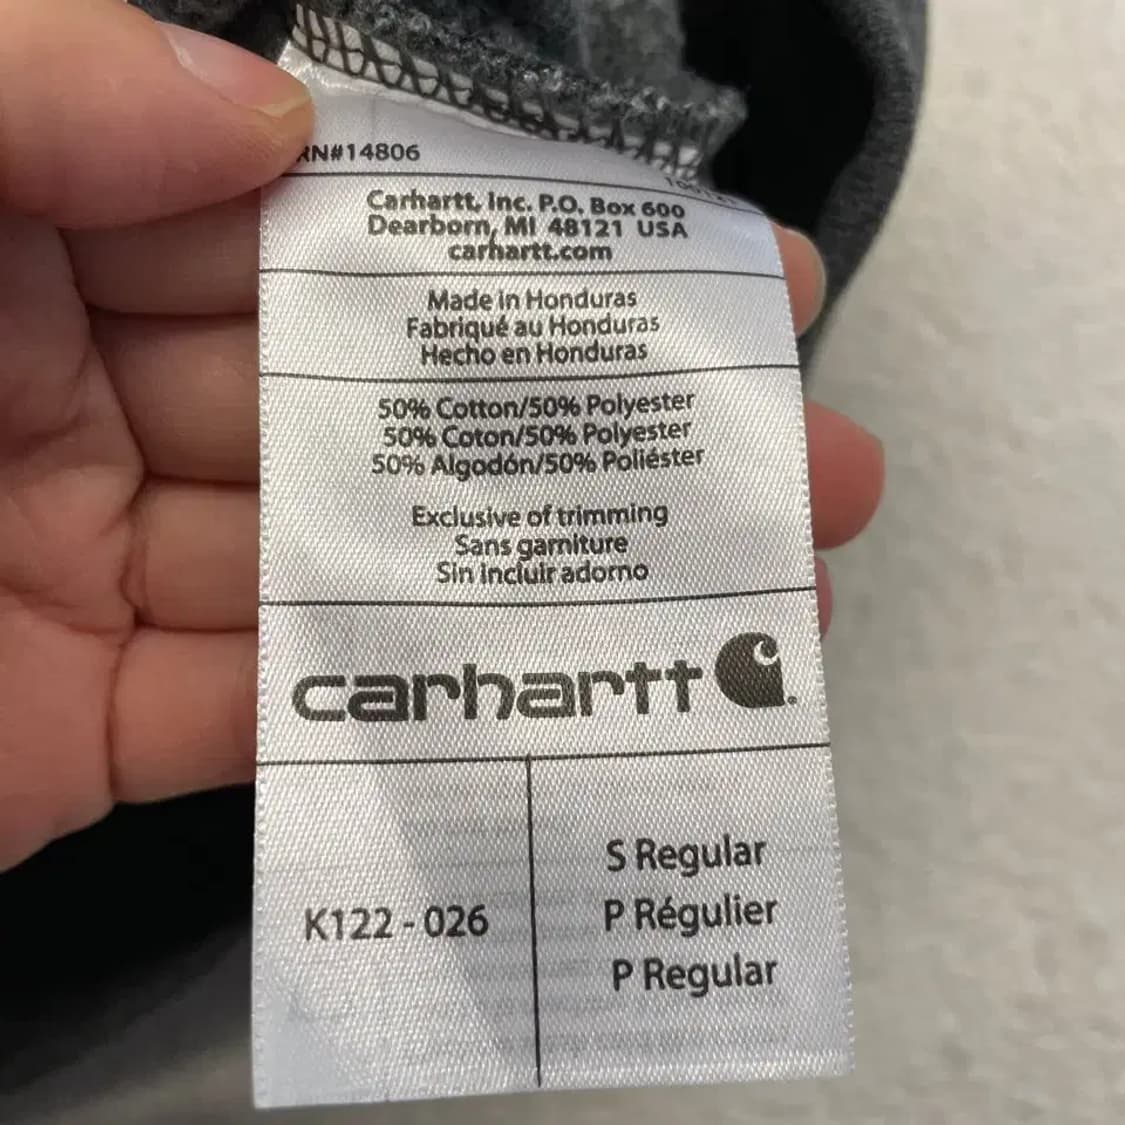 RN#14806
Carhartt, Inc. P.O. Box 600
Dearborn, MI 48121 USA
carhartt.com
Made in Honduras
Fabriqué au Honduras
Hecho en Honduras
50% Cotton/50% Polyester
50% Coton/50% Polyester
50% Algodón/50% Poliéster
Exclusive of trimming
Sans garniture
Sin incluir adorno
carhartt
K122 - 026
S Regular
P Régulier
P Regular